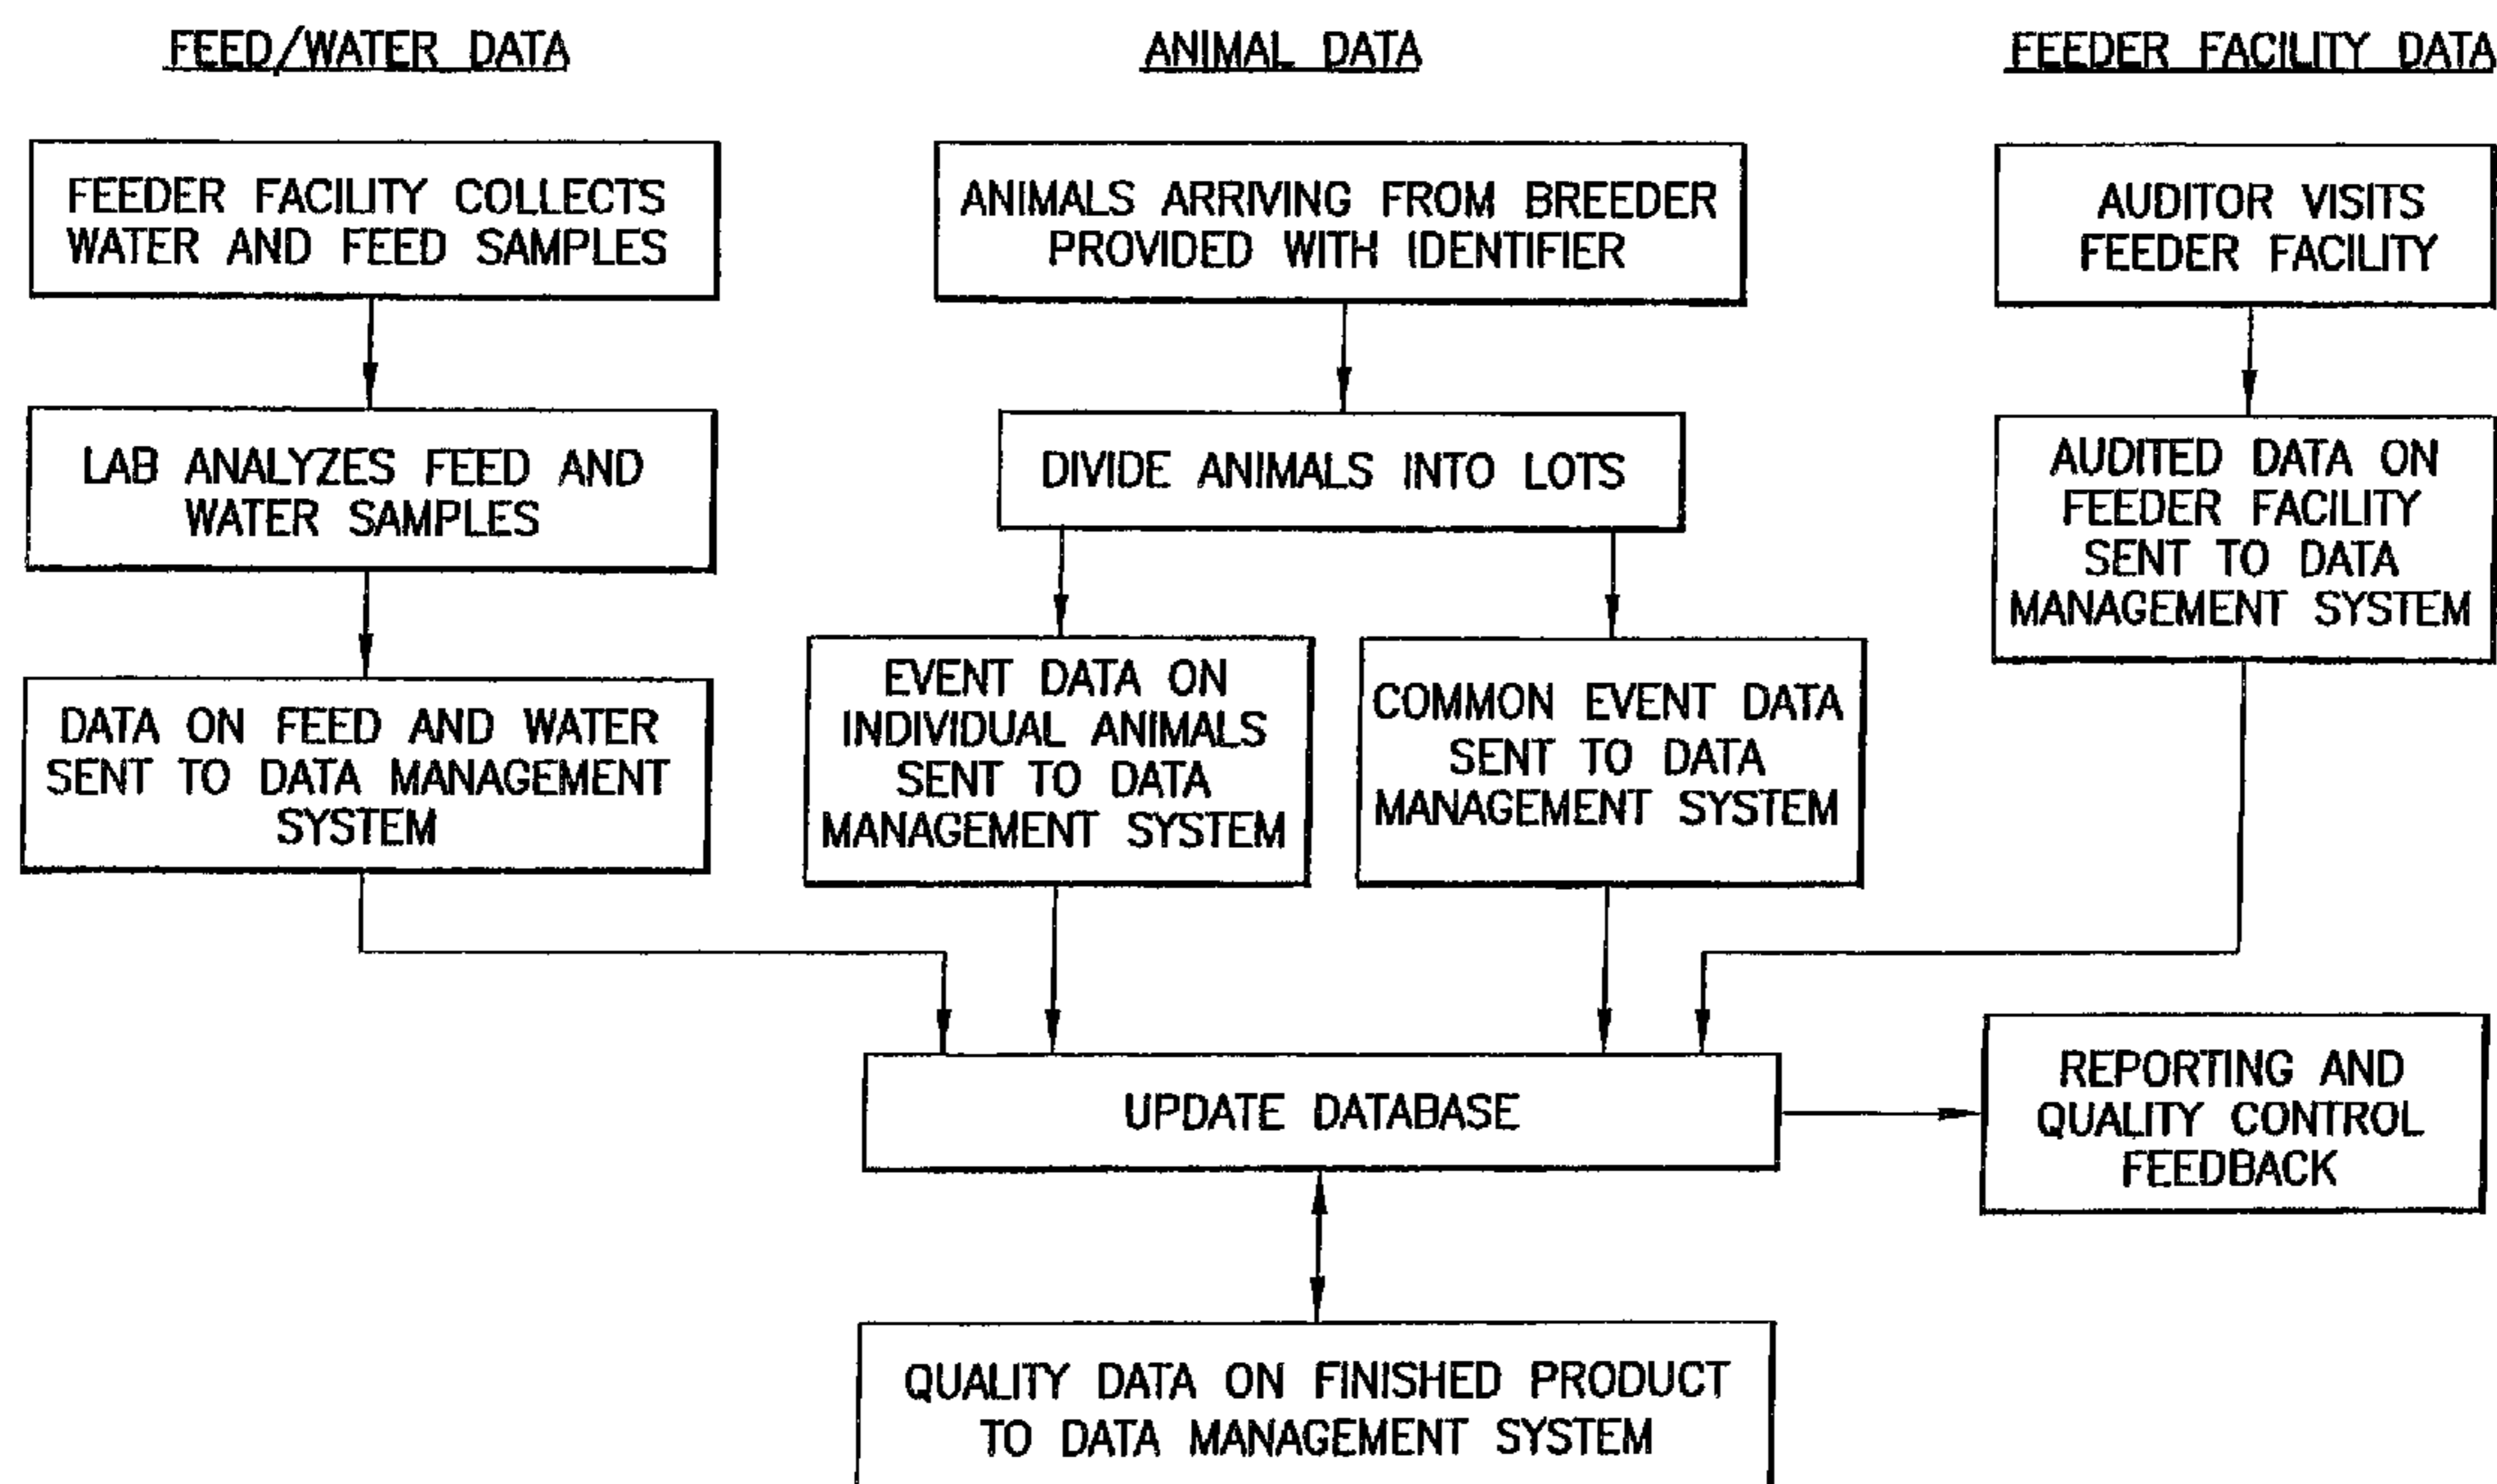 FEED/WATER DATA
FEEDER FACILITY COLLECTS
WATER AND FEED SAMPLES
LAB ANALYZES FEED AND
WATER SAMPLES
DATA ON FEED AND WATER
SENT TO DATA MANAGEMENT
SYSTEM
ANIMAL DATA
ANIMALS ARRIVING FROM BREEDER
PROVIDED WITH IDENTIFIER
DIVIDE ANIMALS INTO LOTS
EVENT DATA ON
INDIVIDUAL ANIMALS
SENT TO DATA
MANAGEMENT SYSTEM
COMMON EVENT DATA
SENT TO DATA
MANAGEMENT SYSTEM
FEEDER FACILITY DATA
AUDITOR VISITS
FEEDER FACILITY
AUDITED DATA ON
FEEDER FACILITY
SENT TO DATA
MANAGEMENT SYSTEM
UPDATE DATABASE
REPORTING AND
QUALITY CONTROL
FEEDBACK
QUALITY DATA ON FINISHED PRODUCT
TO DATA MANAGEMENT SYSTEM